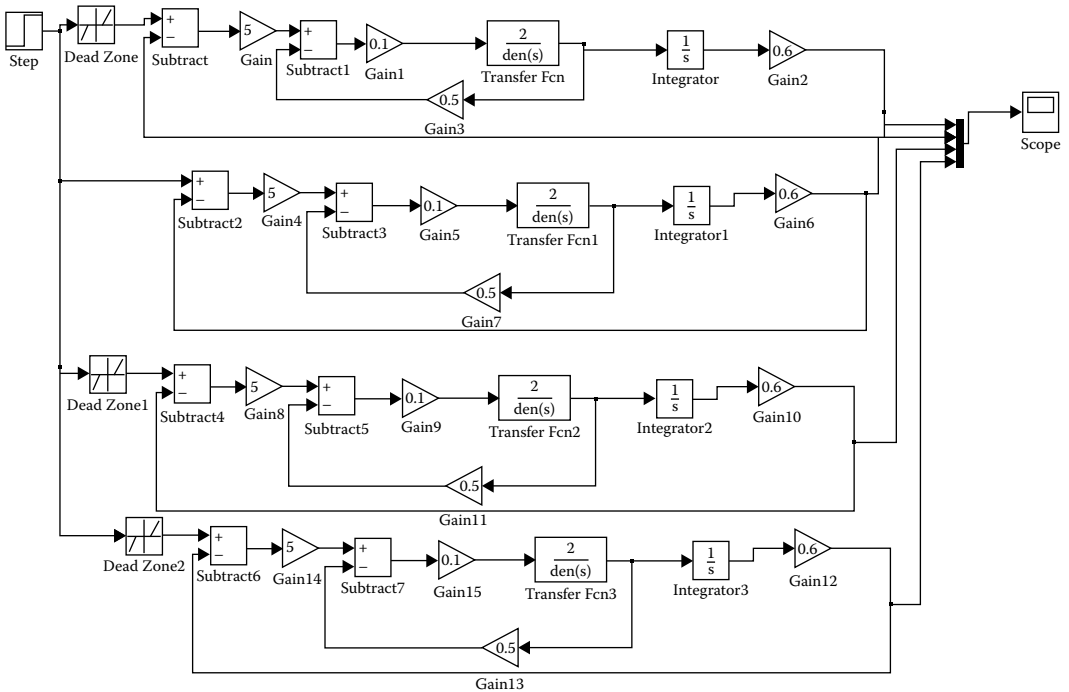 Step
Dead Zone
+
−
Subtract
5
Gain
+
−
Subtract1
0.1
Gain1
2
den(s)
Transfer Fcn
1
s
Integrator
0.6
Gain2
0.5
Gain3
Scope
+
−
Subtract2
5
Gain4
+
−
Subtract3
0.1
Gain5
2
den(s)
Transfer Fcn1
1
s
Integrator1
0.6
Gain6
0.5
Gain7
Dead Zone1
+
−
Subtract4
5
Gain8
+
−
Subtract5
0.1
Gain9
2
den(s)
Transfer Fcn2
1
s
Integrator2
0.6
Gain10
0.5
Gain11
Dead Zone2
+
−
Subtract6
5
Gain14
+
−
Subtract7
0.1
Gain15
2
den(s)
Transfer Fcn3
1
s
Integrator3
0.6
Gain12
0.5
Gain13